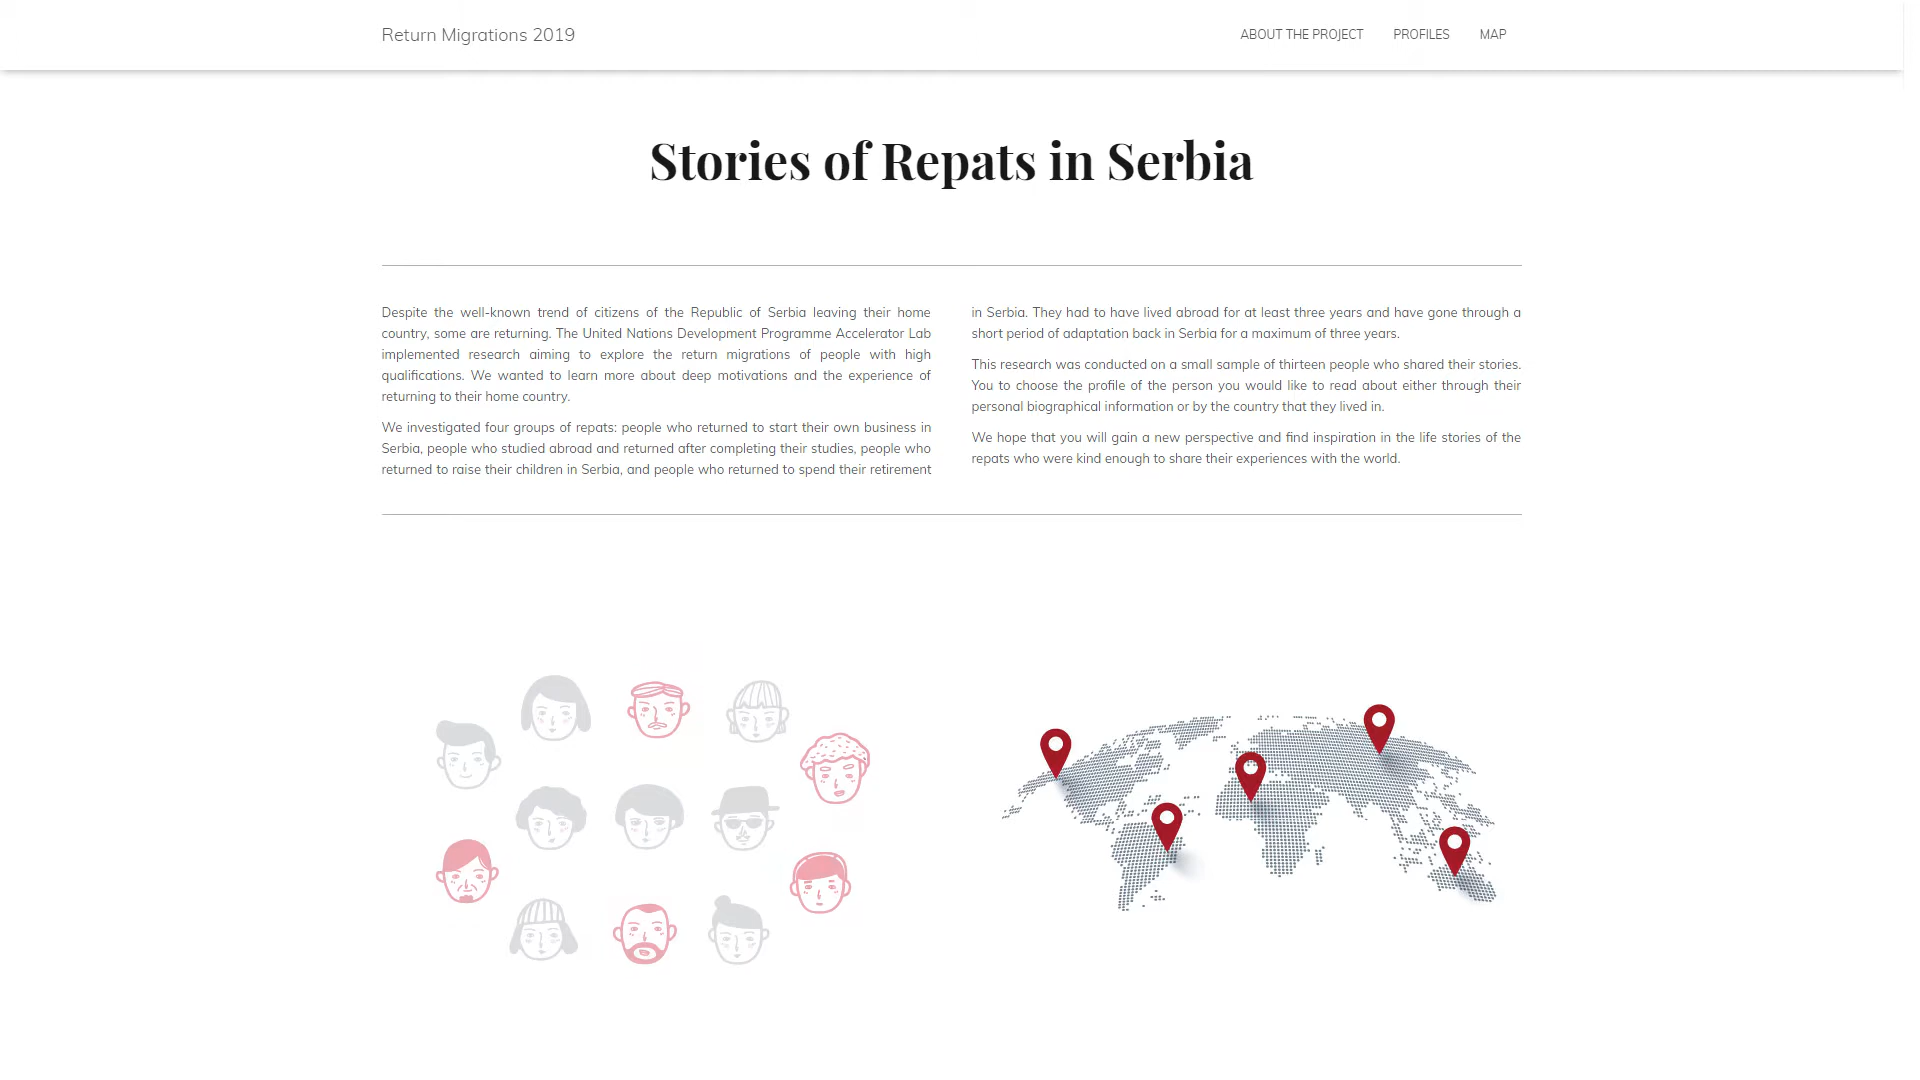 Return Migrations 2019
ABOUT THE PROJECT
PROFILES
MAP
Stories of Repats in Serbia
Despite the well-known trend of citizens of the Republic of Serbia leaving their home
country, some are returning. The United Nations Development Programme Accelerator Lab
implemented research aiming to explore the return migrations of people with high
qualifications. We wanted to learn more about deep motivations and the experience of
returning to their home country.
We investigated four groups of repats: people who returned to start their own business in
Serbia, people who studied abroad and returned after completing their studies, people who
returned to raise their children in Serbia, and people who returned to spend their retirement
in Serbia. They had to have lived abroad for at least three years and have gone through a
short period of adaptation back in Serbia for a maximum of three years.
This research was conducted on a small sample of thirteen people who shared their stories.
You to choose the profile of the person you would like to read about either through their
personal biographical information or by the country that they lived in.
We hope that you will gain a new perspective and find inspiration in the life stories of the
repats who were kind enough to share their experiences with the world.